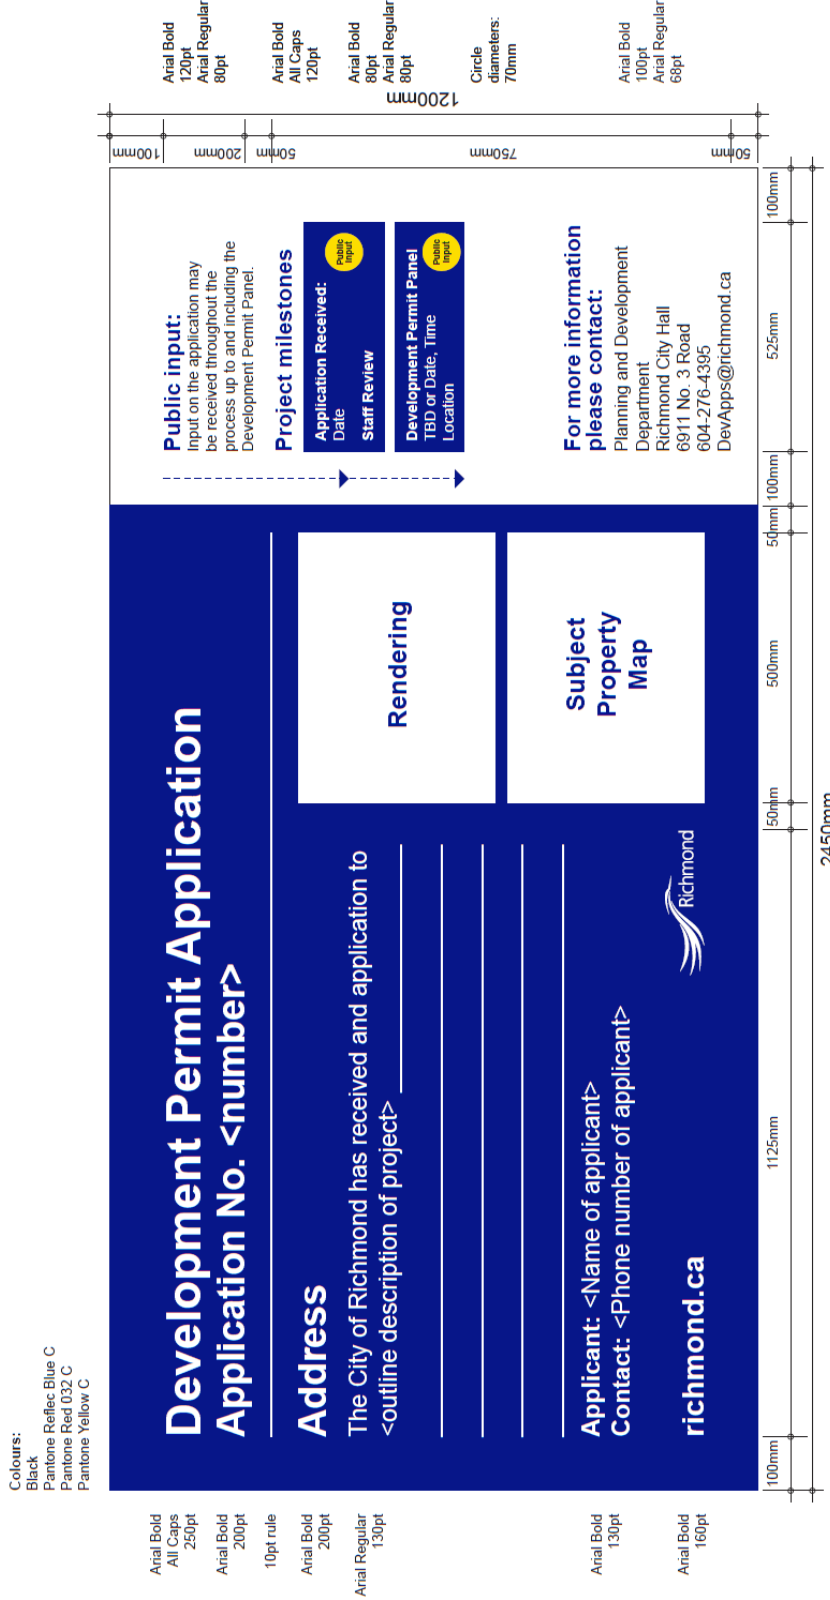 Colours:
Black
Pantone Reflec Blue C
Pantone Red 032 C
Pantone Yellow C
Arial Bold
All Caps
250pt
Arial Bold
200pt
10pt rule
Arial Bold
200pt
Arial Regular
130pt
Arial Bold
130pt
Arial Bold
160pt
Development Permit Application
Application No. <number>
Address
The City of Richmond has received and application to
<outline description of project>
Applicant: <Name of applicant>
Contact: <Phone number of applicant>
richmond.ca
Richmond
Rendering
Subject
Property
Map
Public input:
Input on the application may
be received throughout the
process up to and including the
Development Permit Panel.
Project milestones
Application Received:
Date
Public
Input
Staff Review
Development Permit Panel
TBD or Date, Time
Location
Public
Input
For more information
please contact:
Planning and Development
Department
Richmond City Hall
6911 No. 3 Road
604-276-4395
DevApps@richmond.ca
100mm
200mm
50mm
750mm
50mm
1200mm
Arial Bold
120pt
Arial Regular
80pt
Arial Bold
All Caps
120pt
Arial Bold
80pt
Arial Regular
80pt
Circle
diameters:
70mm
Arial Bold
100pt
Arial Regular
68pt
100mm
1125mm
50mm
500mm
50mm
100mm
525mm
100mm
2450mm